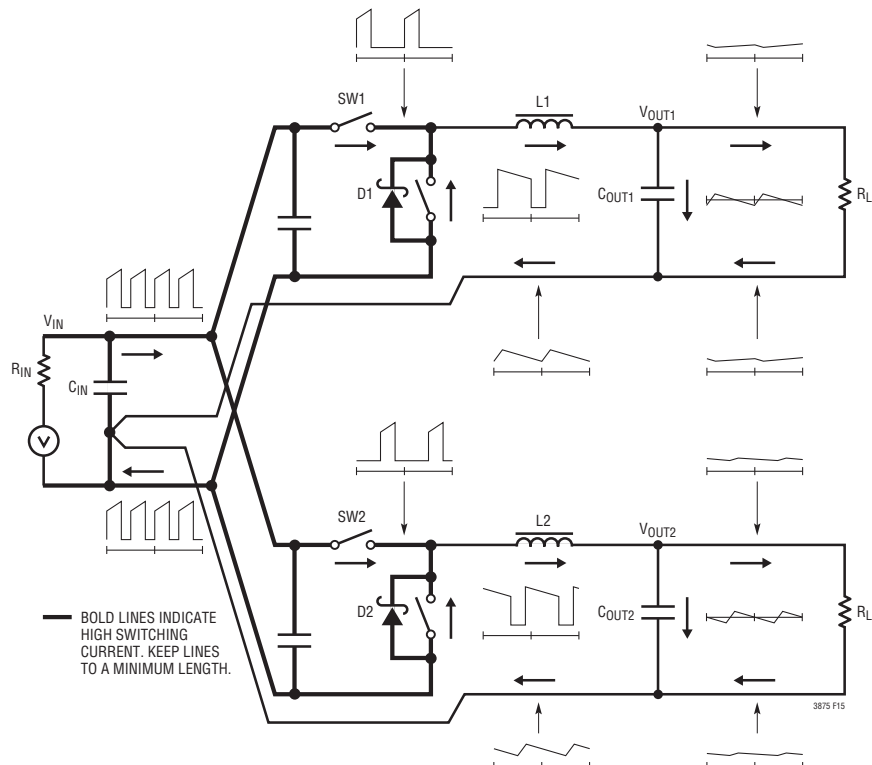 SW1
L1
VOUT1
D1
COUT1
RL
VIN
RIN
CIN
V
SW2
L2
VOUT2
D2
COUT2
RL
BOLD LINES INDICATE
HIGH SWITCHING
CURRENT. KEEP LINES
TO A MINIMUM LENGTH.
3875 F15